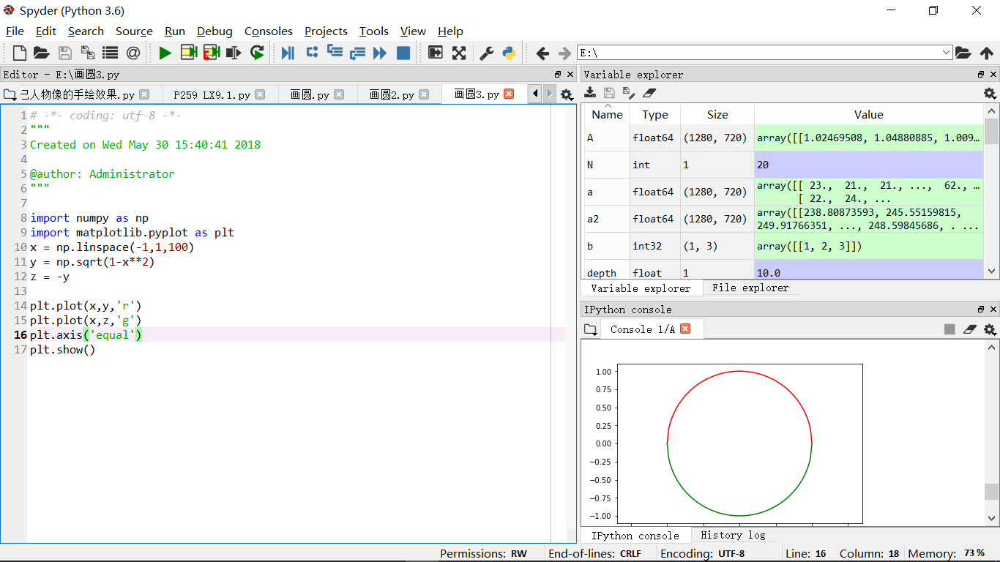 Spyder (Python 3.6)
File Edit Search Source Run Debug Consoles Projects Tools View Help
E:\
Editor - E:\画圆3.py
己人物像的手绘效果.py P259 LX9.1.py 画圆.py 画圆2.py 画圆3.py
1 # -*- coding: utf-8 -*-
2 """
3 Created on Wed May 30 15:40:41 2018
4
5 @author: Administrator
6 """
7
8 import numpy as np
9 import matplotlib.pyplot as plt
10 x = np.linspace(-1,1,100)
11 y = np.sqrt(1-x**2)
12 z = -y
13
14 plt.plot(x,y,'r')
15 plt.plot(x,z,'g')
16 plt.axis('equal')
17 plt.show()
Variable explorer
Name Type Size Value
A float64 (1280, 720) array([[1.02469508, 1.04880885, 1.009…
N int 1 20
a float64 (1280, 720) array([[ 23., 21., 21., ..., 62., …
[ 22., 24., ...
a2 float64 (1280, 720) array([[238.80873593, 245.55159815,
249.91766351, ..., 248.59845686, . ...
b int32 (1, 3) array([[1, 2, 3]])
depth float 1 10.0
Variable explorer File explorer
IPython console
Console 1/A
1.00
0.75
0.50
0.25
0.00
−0.25
−0.50
−0.75
−1.00
IPython console History log
Permissions: RW End-of-lines: CRLF Encoding: UTF-8 Line: 16 Column: 18 Memory: 73 %